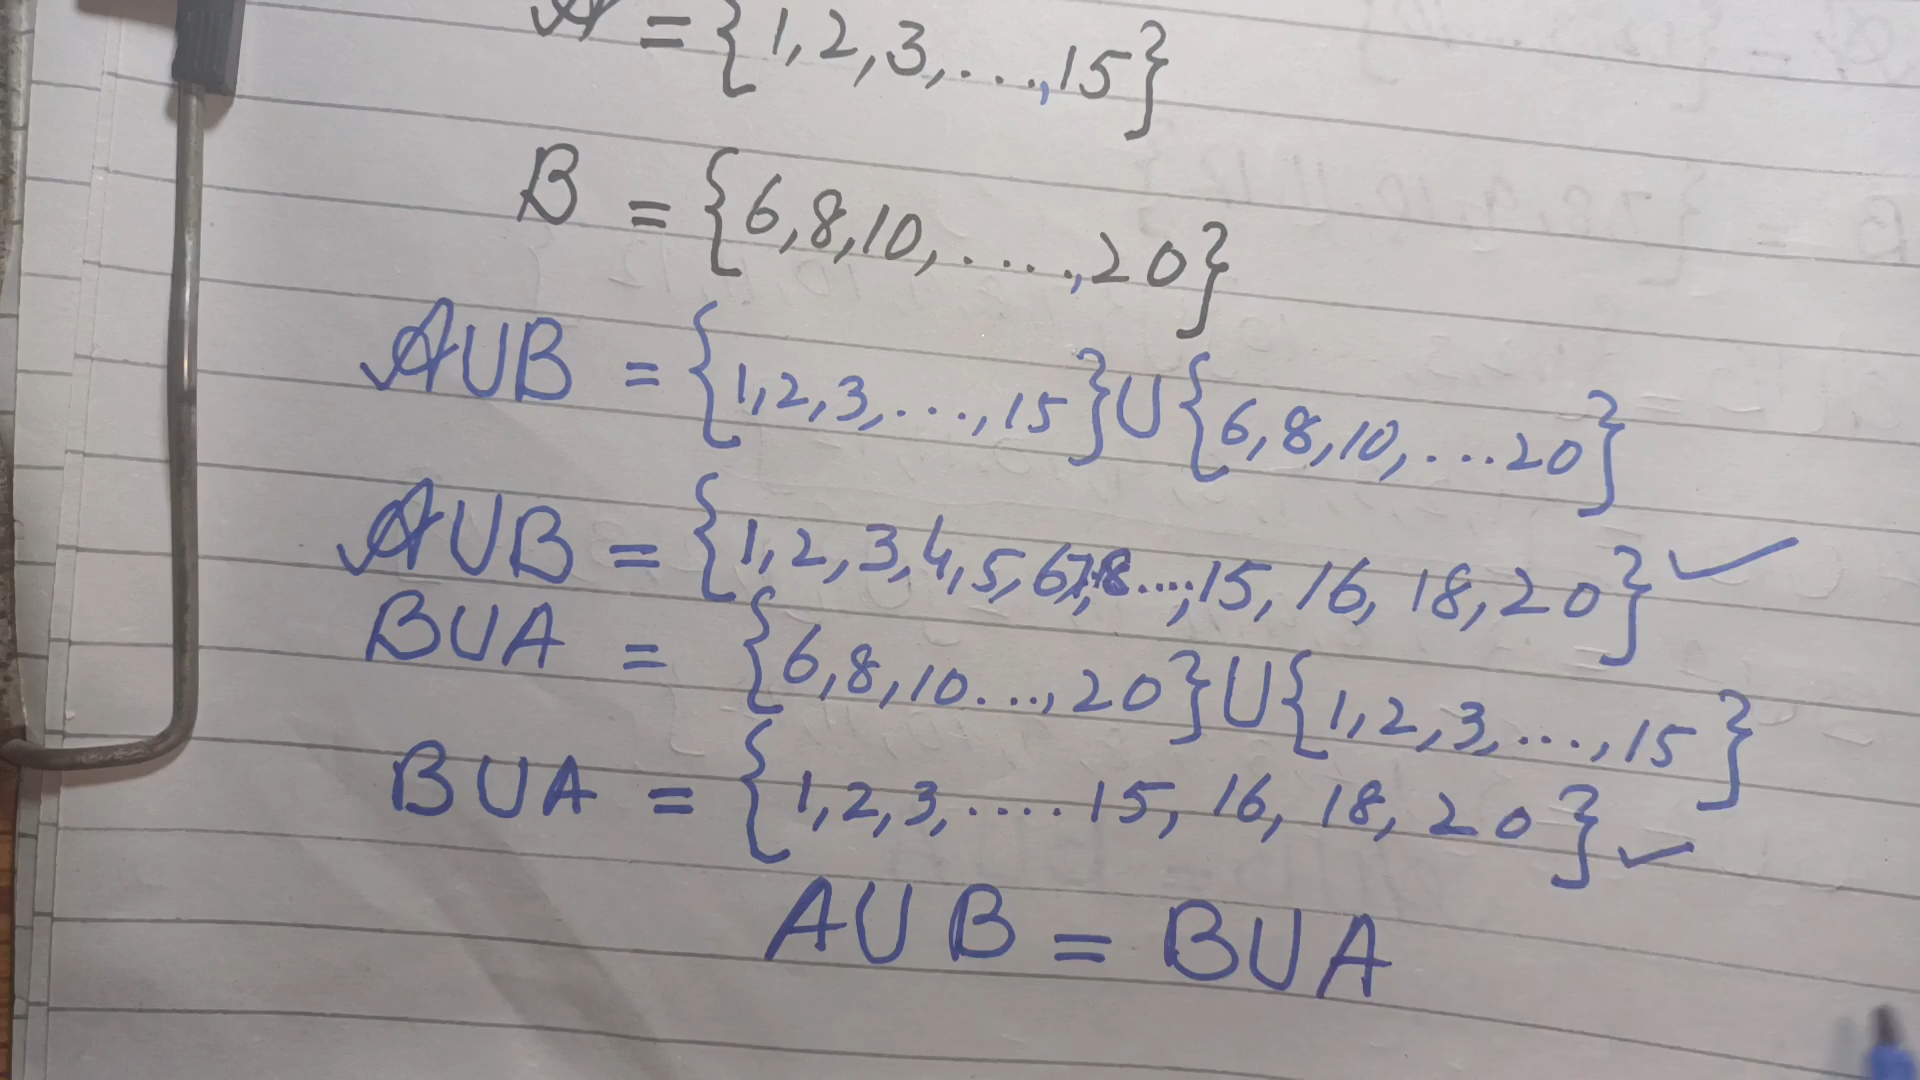 A = {1,2,3,....,15}
B = {6,8,10,.....,20}
AUB = {1,2,3,....,15}U{6,8,10,...20}
AUB = {1,2,3,4,5,6,7,8...,15,16,18,20}
BUA = {6,8,10...,20}U{1,2,3,...,15}
BUA = {1,2,3,....15,16,18,20}
AUB = BUA